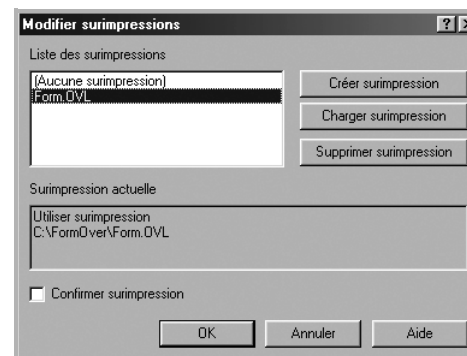 Modifier surimpressions
Liste des surimpressions
(Aucune surimpression)
Form.OVL
Créer surimpression
Charger surimpression
Supprimer surimpression
Surimpression actuelle
Utiliser surimpression
C:\FormOver\Form.OVL
Confirmer surimpression
OK
Annuler
Aide